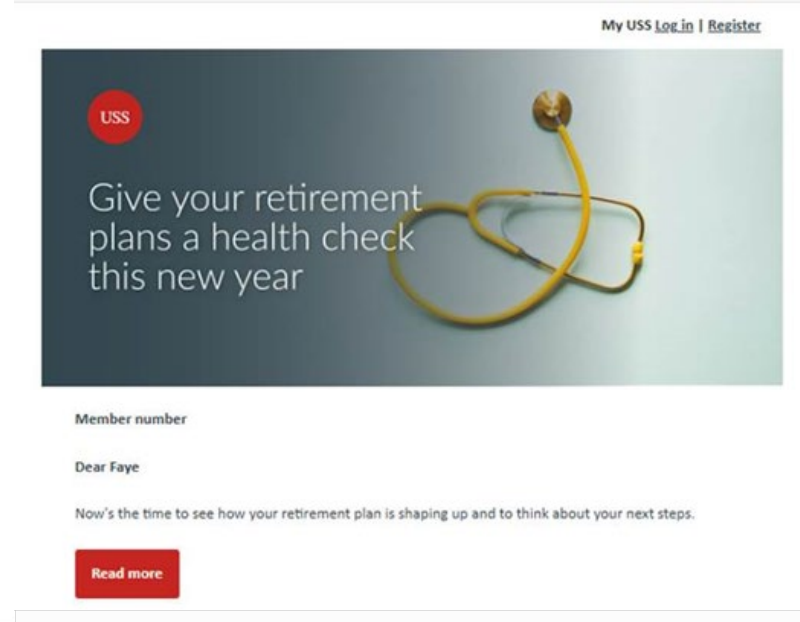 My USS Log in | Register
USS
Give your retirement
plans a health check
this new year
Member number
Dear Faye
Now's the time to see how your retirement plan is shaping up and to think about your next steps.
Read more